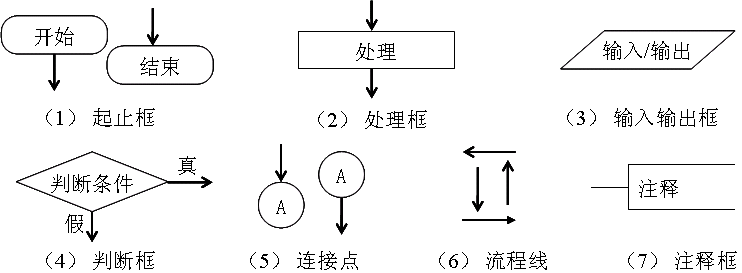 开始
结束
处理
输入/输出
（1）起止框
（2）处理框
（3）输入输出框
判断条件
真
假
A
A
注释
（4）判断框
（5）连接点
（6）流程线
（7）注释框